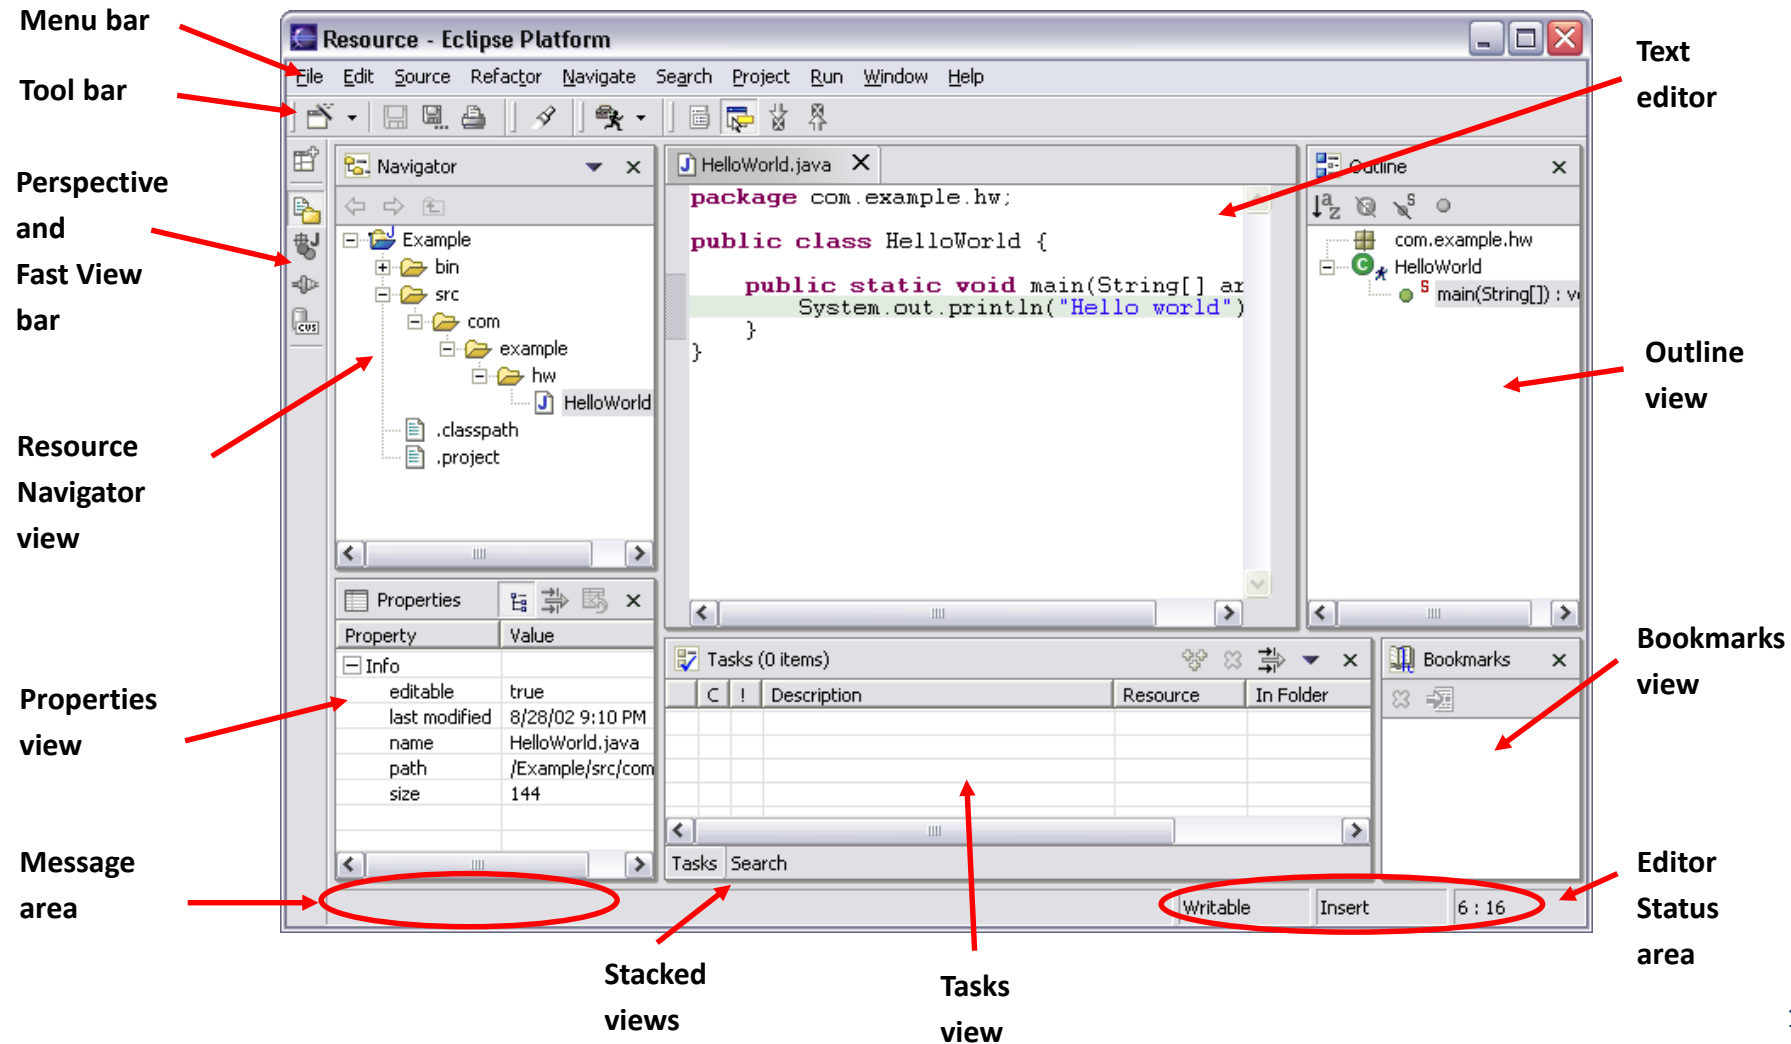 Menu bar
Tool bar
Perspective
and
Fast View
bar
Resource
Navigator
view
Properties
view
Message
area
Resource - Eclipse Platform
File Edit Source Refactor Navigate Search Project Run Window Help
Navigator
Example
bin
src
com
example
hw
HelloWorld
.classpath
.project
Properties
Property Value
Info
editable true
last modified 8/28/02 9:10 PM
name HelloWorld.java
path /Example/src/com
size 144
HelloWorld.java
package com.example.hw;
public class HelloWorld {
public static void main(String[] ar
System.out.println("Hello world")
}
}
Outline
com.example.hw
HelloWorld
main(String[]) :
Tasks (0 items)
C ! Description Resource In Folder
Tasks Search
Bookmarks
Writable Insert 6 : 16
cvs
Text
editor
Outline
view
Bookmarks
view
Editor
Status
area
Stacked
views
Tasks
view